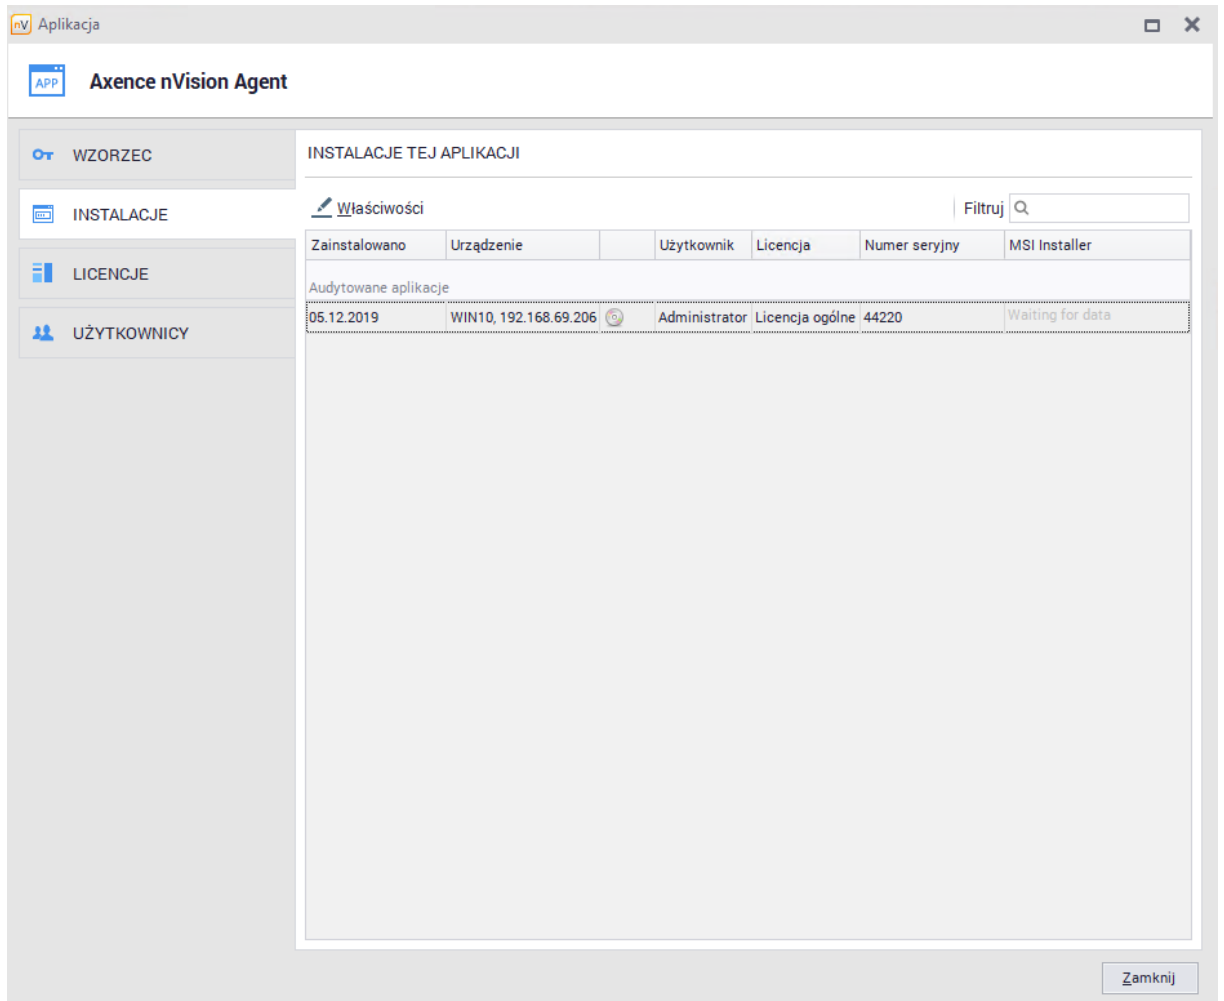 nV Aplikacja
APP Axence nVision Agent
WZORZEC
INSTALACJE
LICENCJE
UŻYTKOWNICY
INSTALACJE TEJ APLIKACJI
Właściwości Filtruj
Zainstalowano Urządzenie Użytkownik Licencja Numer seryjny MSI Installer
Audytowane aplikacje
05.12.2019 WIN10, 192.168.69.206 Administrator Licencja ogólne 44220 Waiting for data
Zamknij